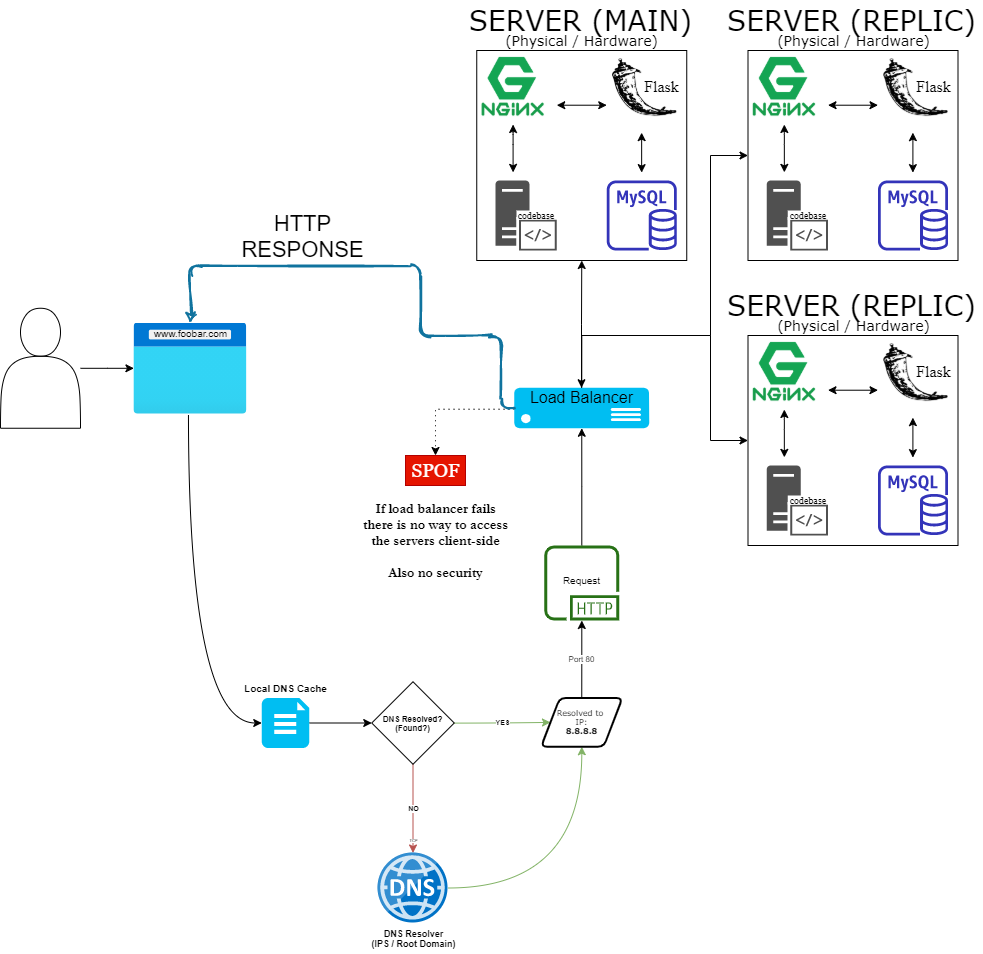 SERVER (MAIN)
(Physical / Hardware)
NGINX
Flask
codebase
</>
MySQL
SERVER (REPLIC)
(Physical / Hardware)
NGINX
Flask
codebase
</>
MySQL
SERVER (REPLIC)
(Physical / Hardware)
NGINX
Flask
codebase
</>
MySQL
HTTP
RESPONSE
www.foobar.com
Load Balancer
SPOF
If load balancer fails
there is no way to access
the servers client-side
Also no security
Request
HTTP
Port 80
Local DNS Cache
DNS Resolved?
(Found?)
YES
Resolved to
IP:
8.8.8.8
NO
DNS
DNS Resolver
(IPS / Root Domain)